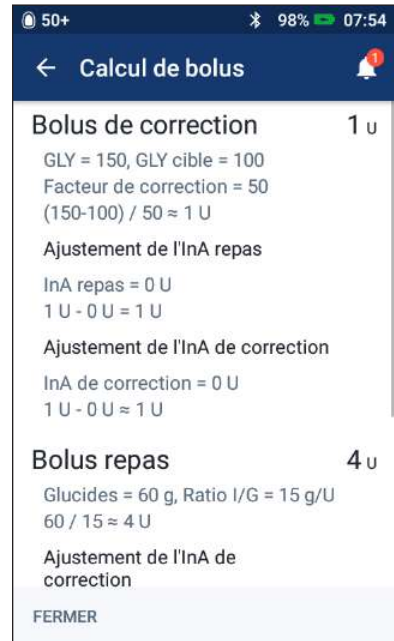 50+ 98% 07:54
Calcul de bolus 1
Bolus de correction 1 U
GLY = 150, GLY cible = 100
Facteur de correction = 50
(150-100) / 50 ≈ 1 U
Ajustement de l'InA repas
InA repas = 0 U
1 U - 0 U = 1 U
Ajustement de l'InA de correction
InA de correction = 0 U
1 U - 0 U ≈ 1 U
Bolus repas 4 U
Glucides = 60 g, Ratio I/G = 15 g/U
60 / 15 ≈ 4 U
Ajustement de l'InA de
correction
FERMER